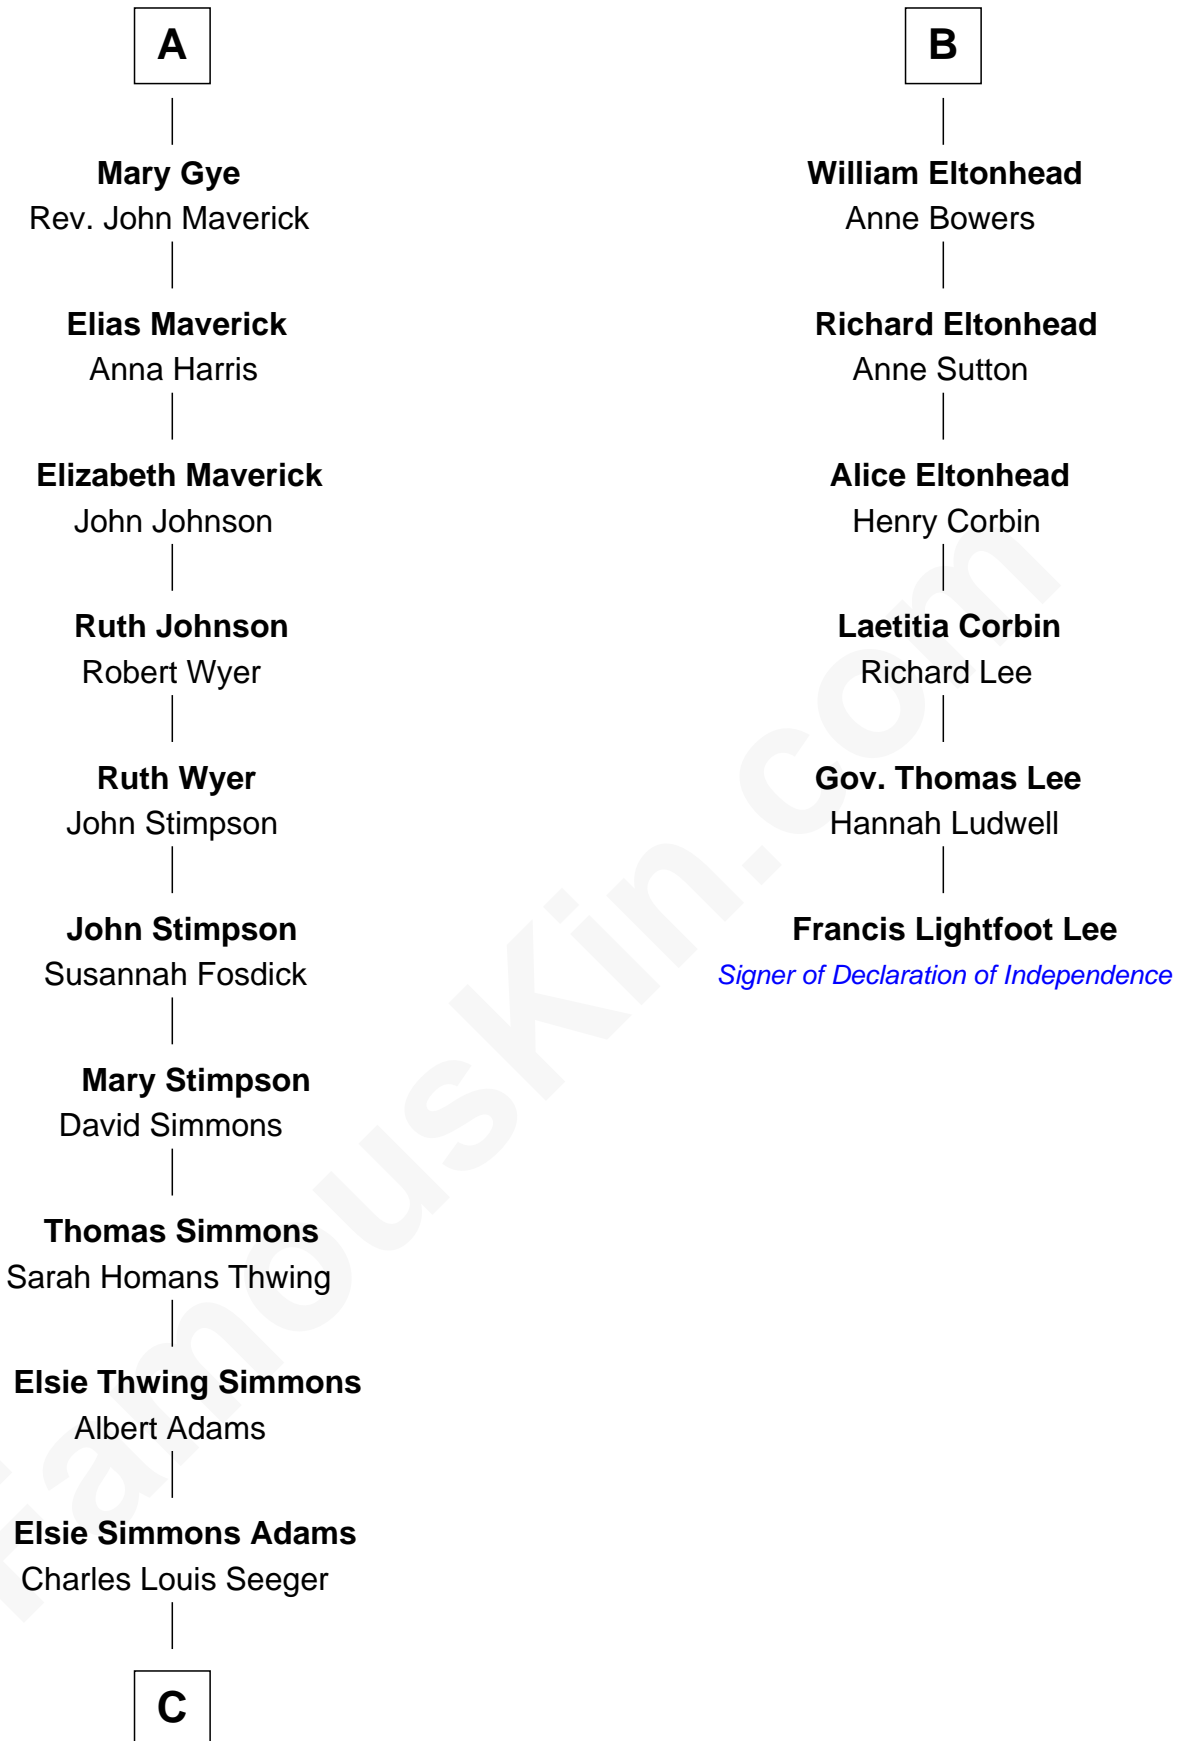 A
Mary Gye
Rev. John Maverick
Elias Maverick
Anna Harris
Elizabeth Maverick
John Johnson
Ruth Johnson
Robert Wyer
Ruth Wyer
John Stimpson
John Stimpson
Susannah Fosdick
Mary Stimpson
David Simmons
Thomas Simmons
Sarah Homans Thwing
Elsie Thwing Simmons
Albert Adams
Elsie Simmons Adams
Charles Louis Seeger
C
B
William Eltonhead
Anne Bowers
Richard Eltonhead
Anne Sutton
Alice Eltonhead
Henry Corbin
Laetitia Corbin
Richard Lee
Gov. Thomas Lee
Hannah Ludwell
Francis Lightfoot Lee
Signer of Declaration of Independence
FamousKin.com